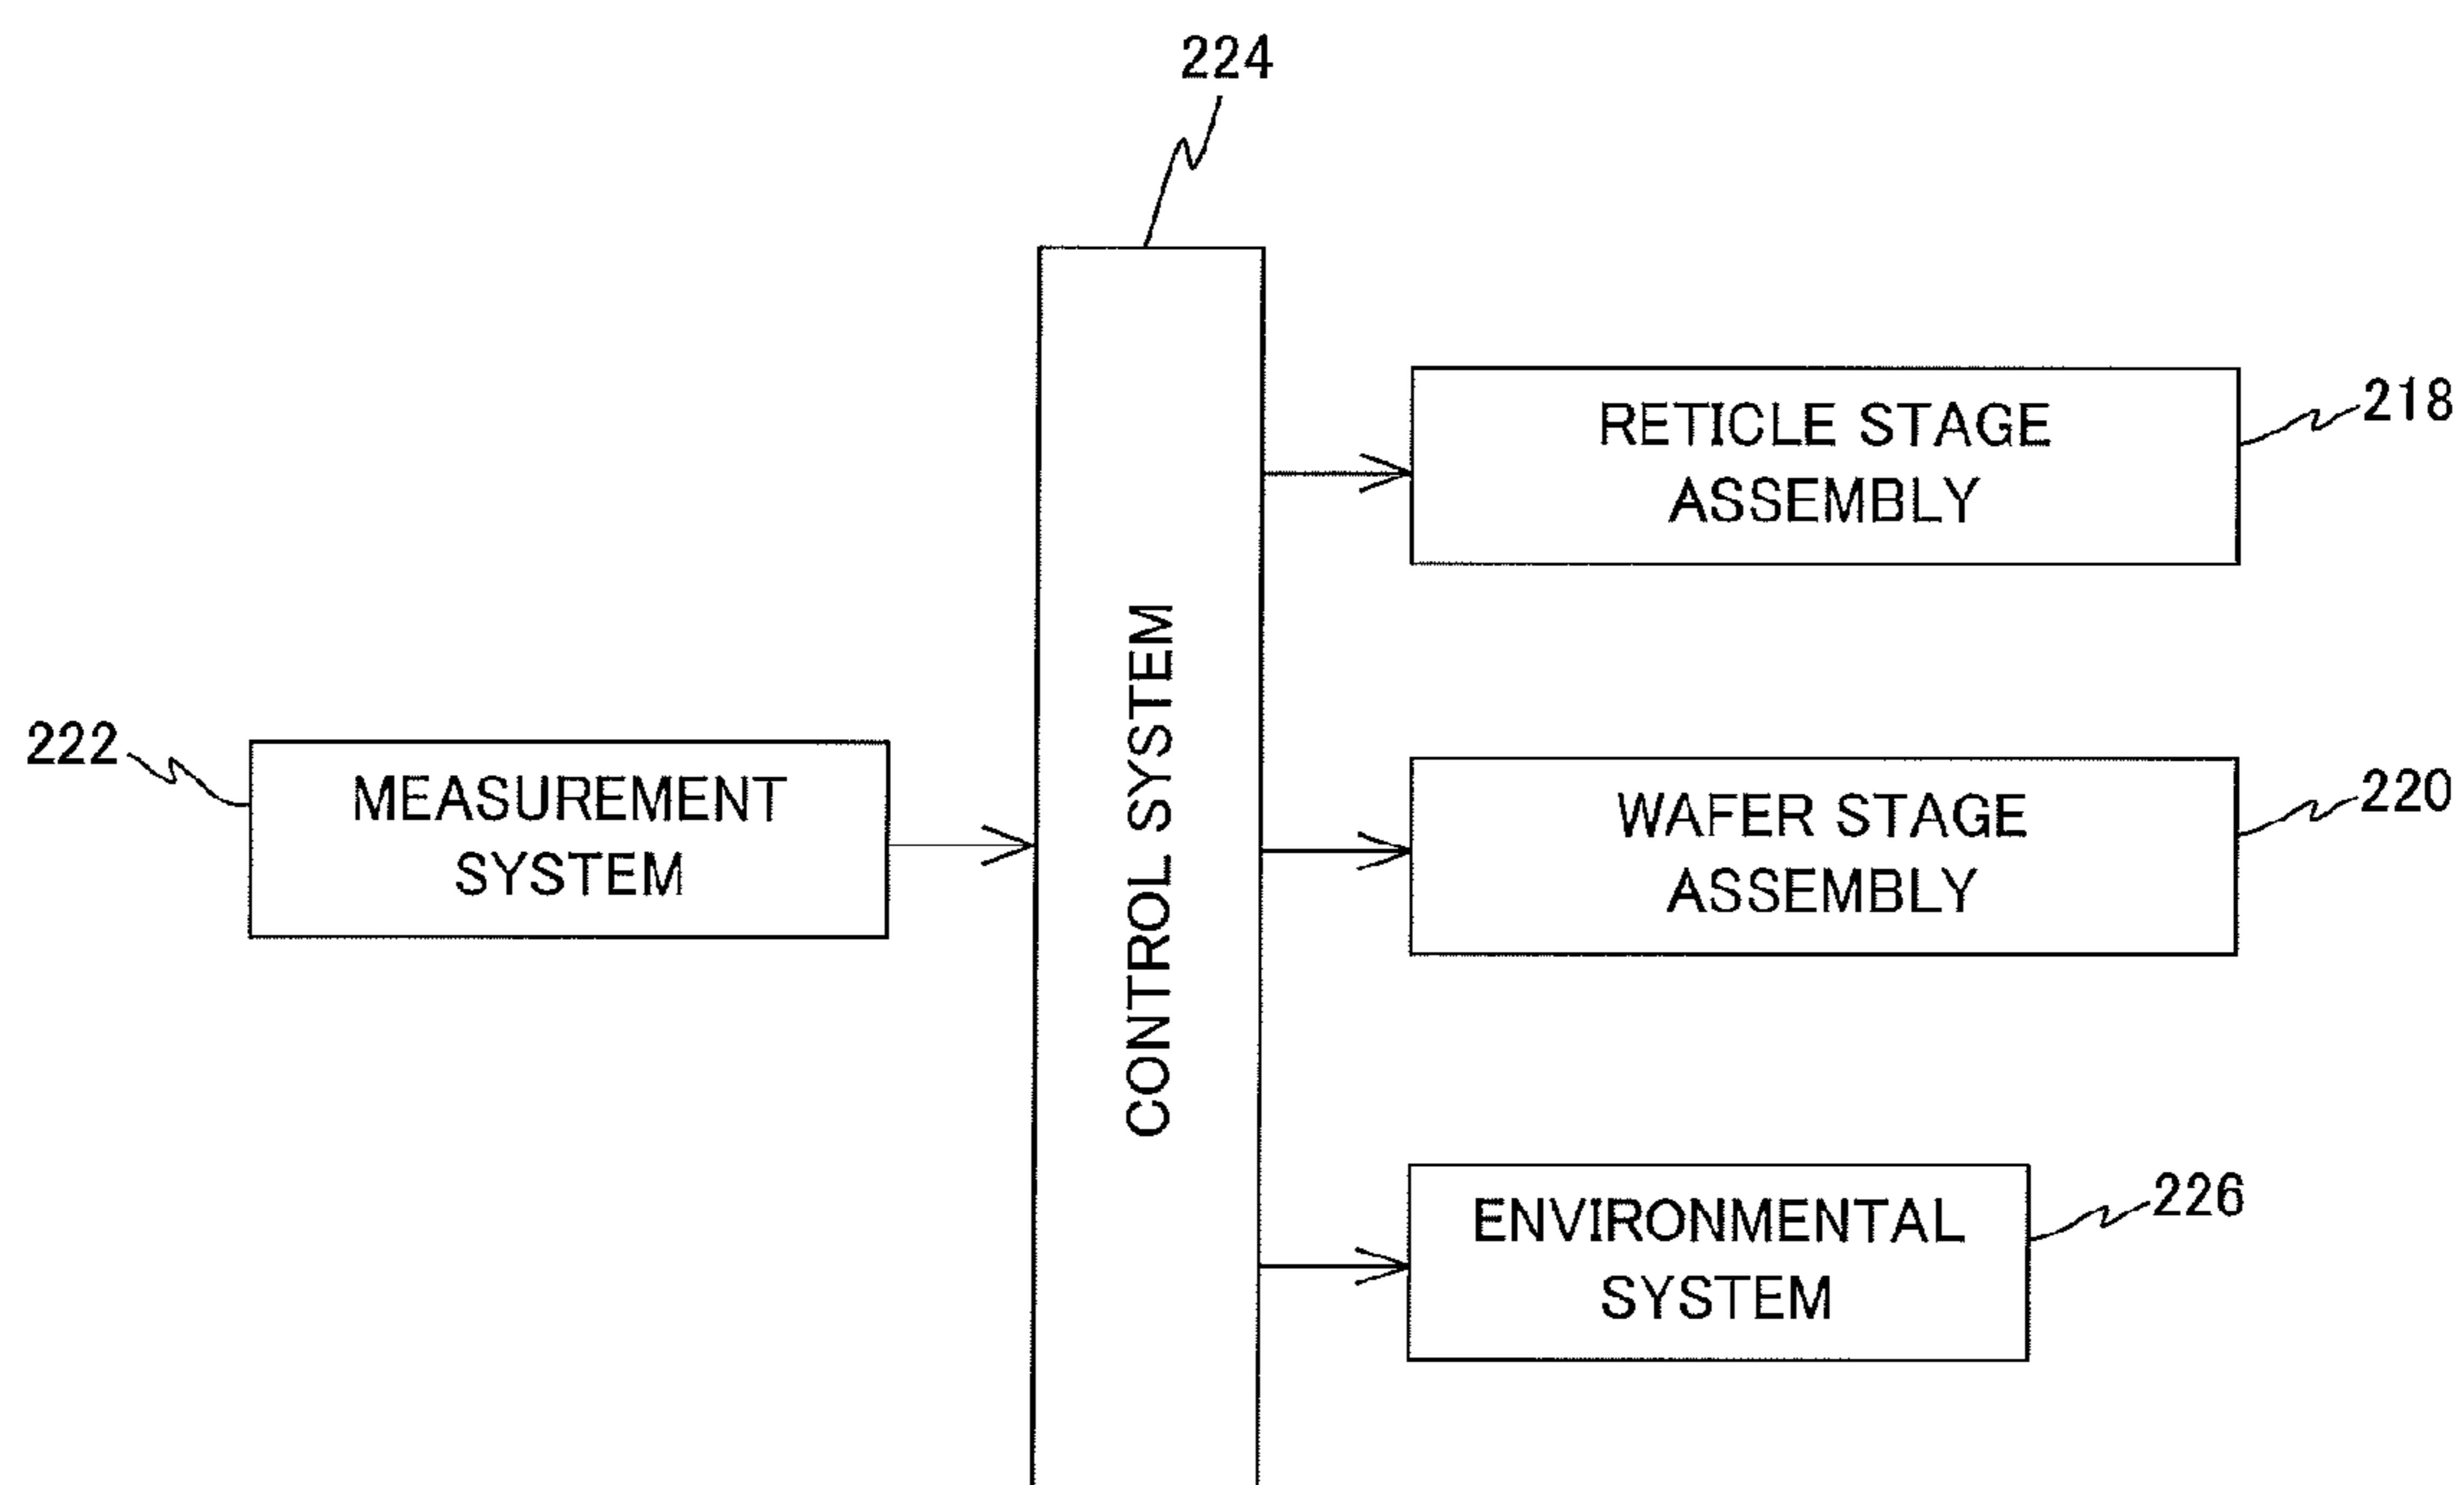 224
RETICLE STAGE
ASSEMBLY
218
CONTROL SYSTEM
222
MEASUREMENT
SYSTEM
WAFER STAGE
ASSEMBLY
220
ENVIRONMENTAL
SYSTEM
226